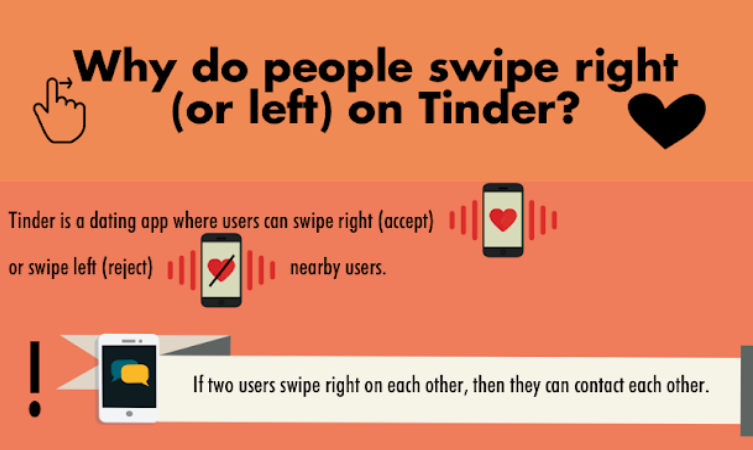 Why do people swipe right
(or left) on Tinder?
Tinder is a dating app where users can swipe right (accept)
or swipe left (reject) nearby users.
If two users swipe right on each other, then they can contact each other.